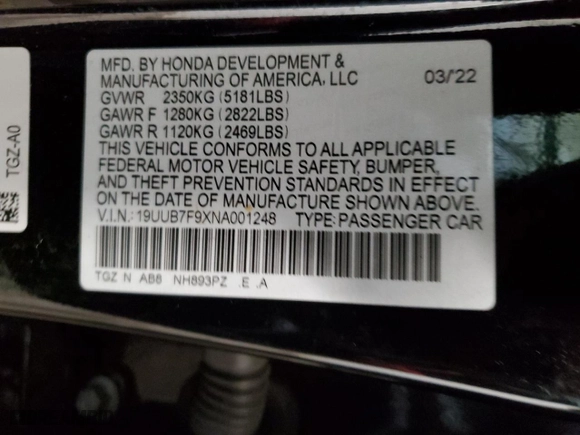 MFD. BY HONDA DEVELOPMENT &
MANUFACTURING OF AMERICA, LLC 03/22
GVWR 2350KG (5181LBS)
GAWR F 1280KG (2822LBS)
GAWR R 1120KG (2469LBS)
THIS VEHICLE CONFORMS TO ALL APPLICABLE
FEDERAL MOTOR VEHICLE SAFETY, BUMPER,
AND THEFT PREVENTION STANDARDS IN EFFECT
ON THE DATE OF MANUFACTURE SHOWN ABOVE.
V.I.N.: 19UUB7F9XNA001248 TYPE: PASSENGER CAR
TGZ N AB6 NH893PZ .E .A
TGZ-A0